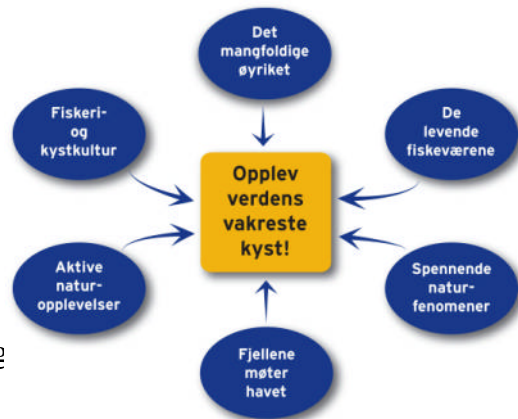 Det
mangfoldige
øyriket
Fiskeri-
og
kystkultur
De
levende
fiskeværene
Opplev
verdens
vakreste
kyst!
Aktive
natur-
opplevelser
Spennende
natur-
fenomener
Fjellene
møter
havet